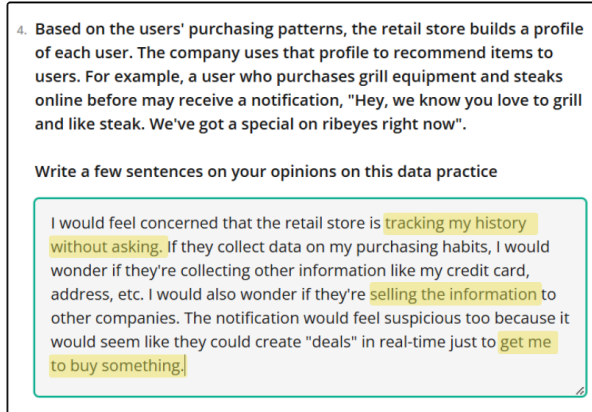 4. Based on the users' purchasing patterns, the retail store builds a profile
of each user. The company uses that profile to recommend items to
users. For example, a user who purchases grill equipment and steaks
online before may receive a notification, "Hey, we know you love to grill
and like steak. We've got a special on ribeyes right now".
Write a few sentences on your opinions on this data practice
I would feel concerned that the retail store is tracking my history
without asking. If they collect data on my purchasing habits, I would
wonder if they're collecting other information like my credit card,
address, etc. I would also wonder if they're selling the information to
other companies. The notification would feel suspicious too because it
would seem like they could create "deals" in real-time just to get me
to buy something.